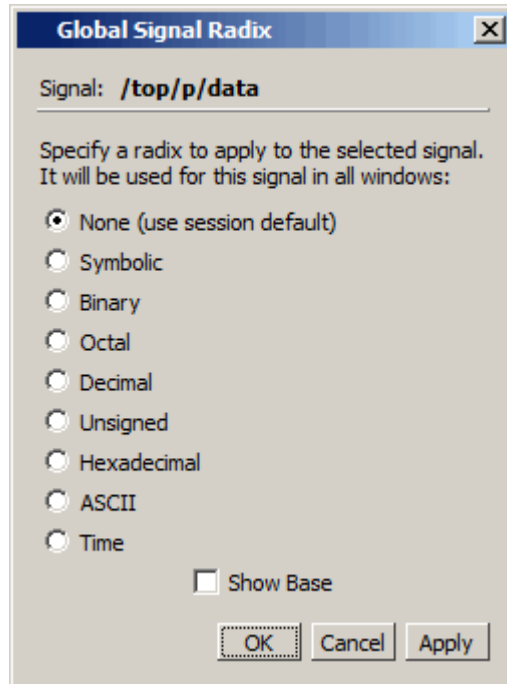 Global Signal Radix
Signal: /top/p/data
Specify a radix to apply to the selected signal.
It will be used for this signal in all windows:
None (use session default)
Symbolic
Binary
Octal
Decimal
Unsigned
Hexadecimal
ASCII
Time
Show Base
OK Cancel Apply